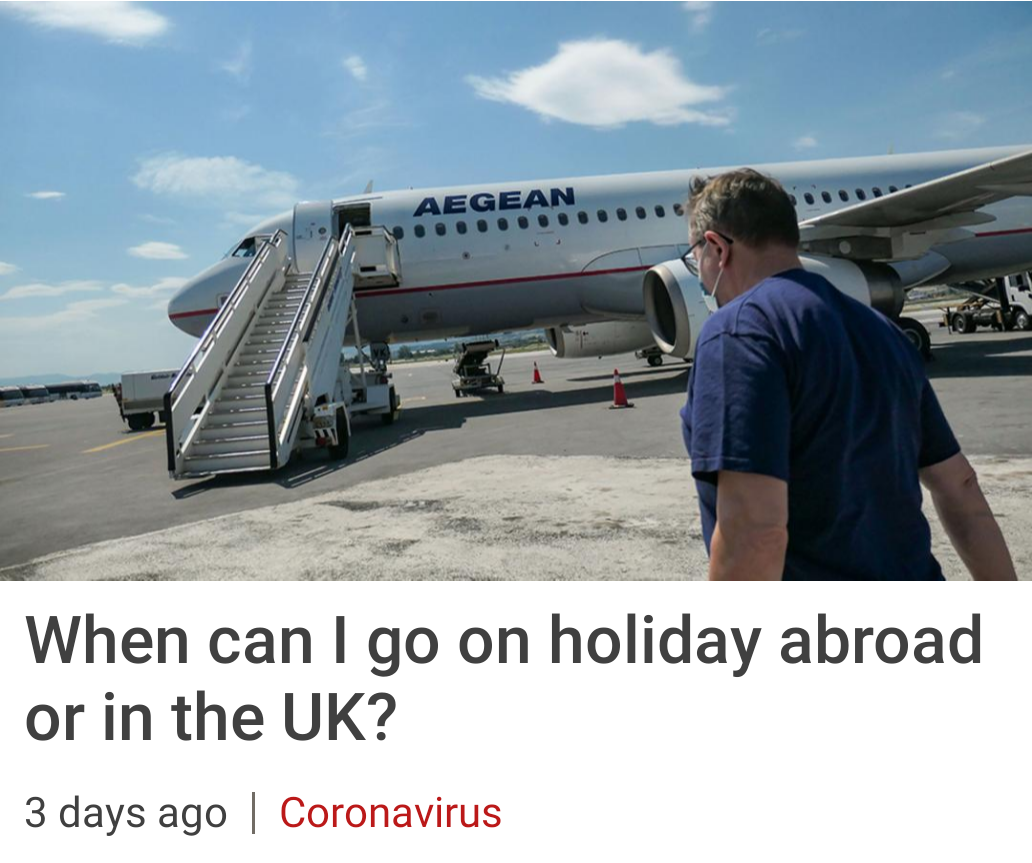 AEGEAN
When can I go on holiday abroad
or in the UK?
3 days ago | Coronavirus